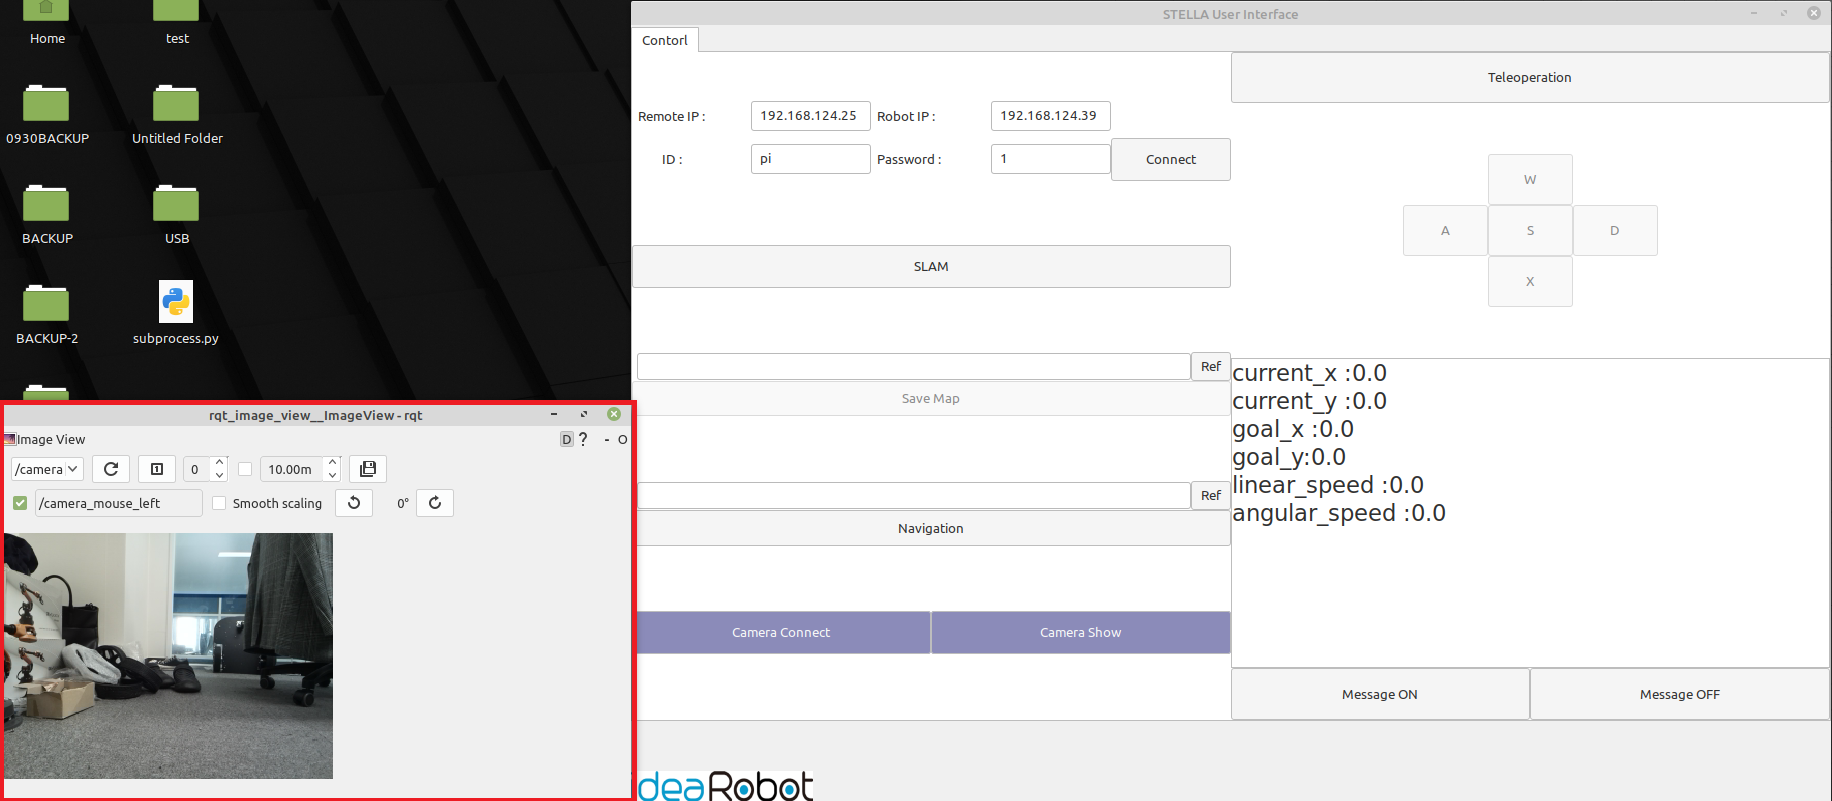 Home
test
0930BACKUP
Untitled Folder
BACKUP
USB
BACKUP-2
subprocess.py
rqt_image_view__ImageView - rqt
Image View
D ? - O
/camera
0
10.00m
/camera_mouse_left
Smooth scaling
0°
STELLA User Interface
Contorl
Remote IP :
192.168.124.25
Robot IP :
192.168.124.39
ID :
pi
Password :
1
Connect
SLAM
Ref
Save Map
Ref
Navigation
Camera Connect
Camera Show
Teleoperation
W
A
S
D
X
current_x :0.0
current_y :0.0
goal_x :0.0
goal_y:0.0
linear_speed :0.0
angular_speed :0.0
Message ON
Message OFF
deaRobot